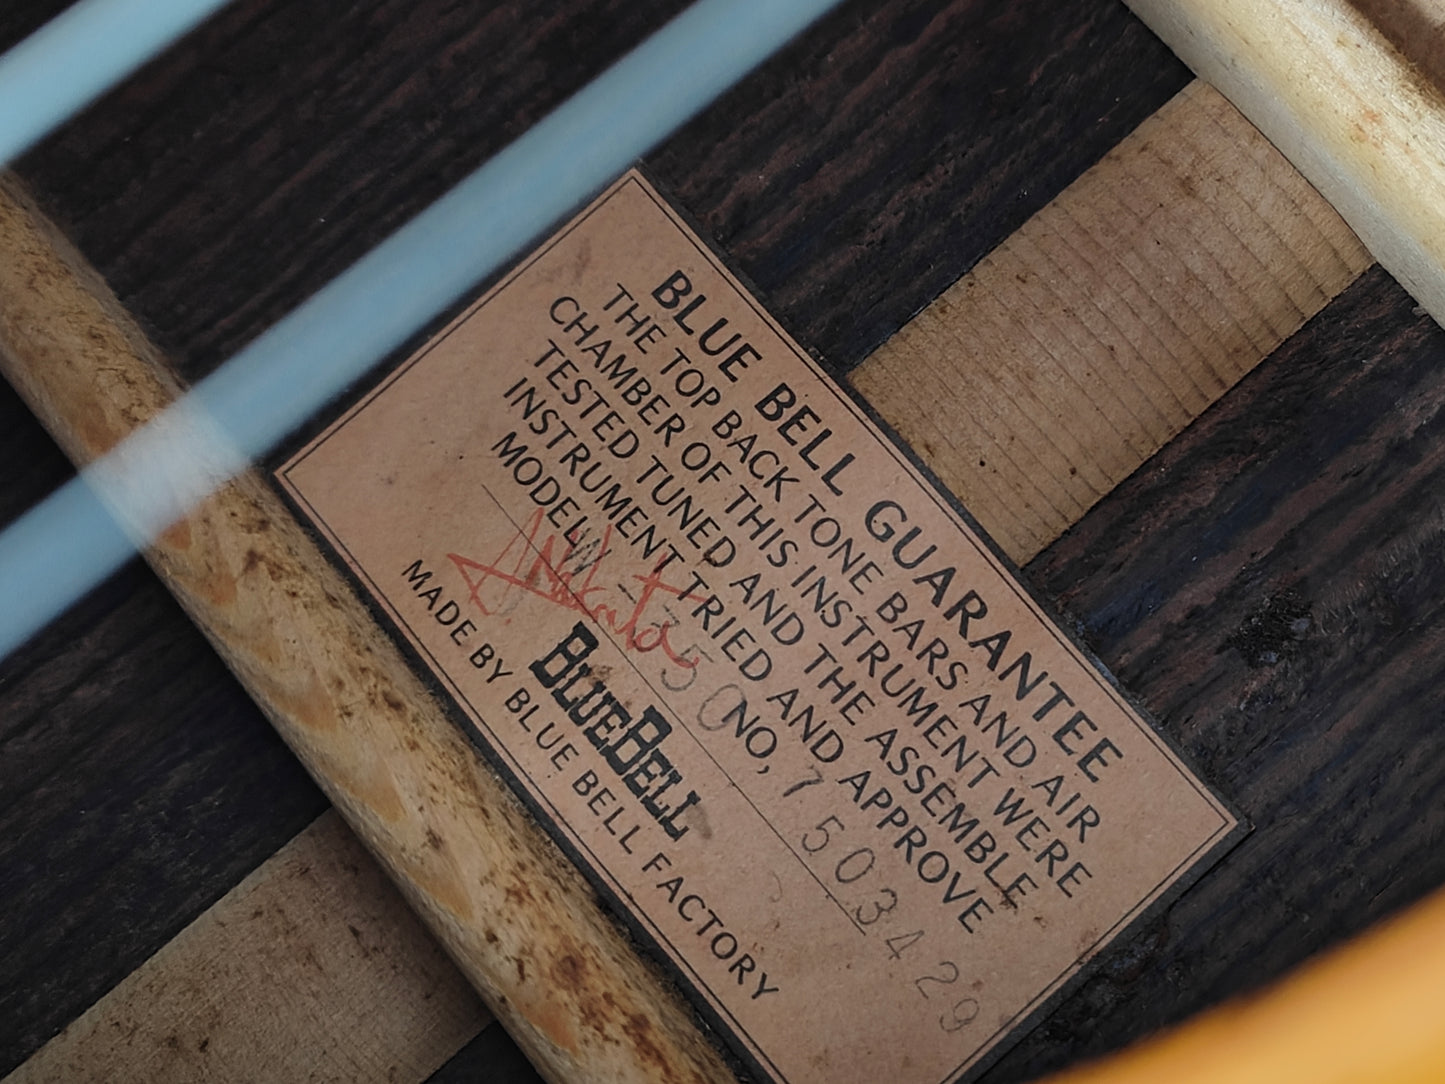 BLUE BELL GUARANTEE
THE TOP BACK TONE BARS AND AIR
CHAMBER OF THIS INSTRUMENT WERE
TESTED TUNED AND THE ASSEMBLE
INSTRUMENT TRIED AND APPROVE
MODEL W-350 NO, 7503429
BLUEBELL
MADE BY BLUE BELL FACTORY